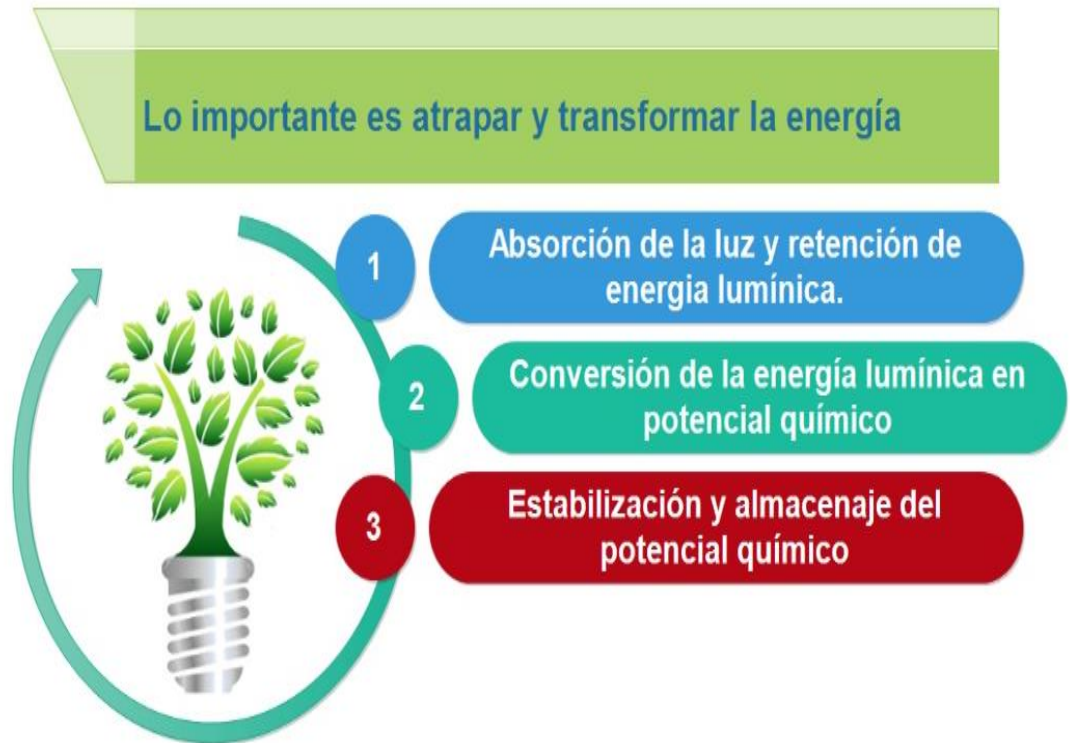 Lo importante es atrapar y transformar la energía
1
Absorción de la luz y retención de
energia lumínica.
2
Conversión de la energía lumínica en
potencial químico
3
Estabilización y almacenaje del
potencial químico